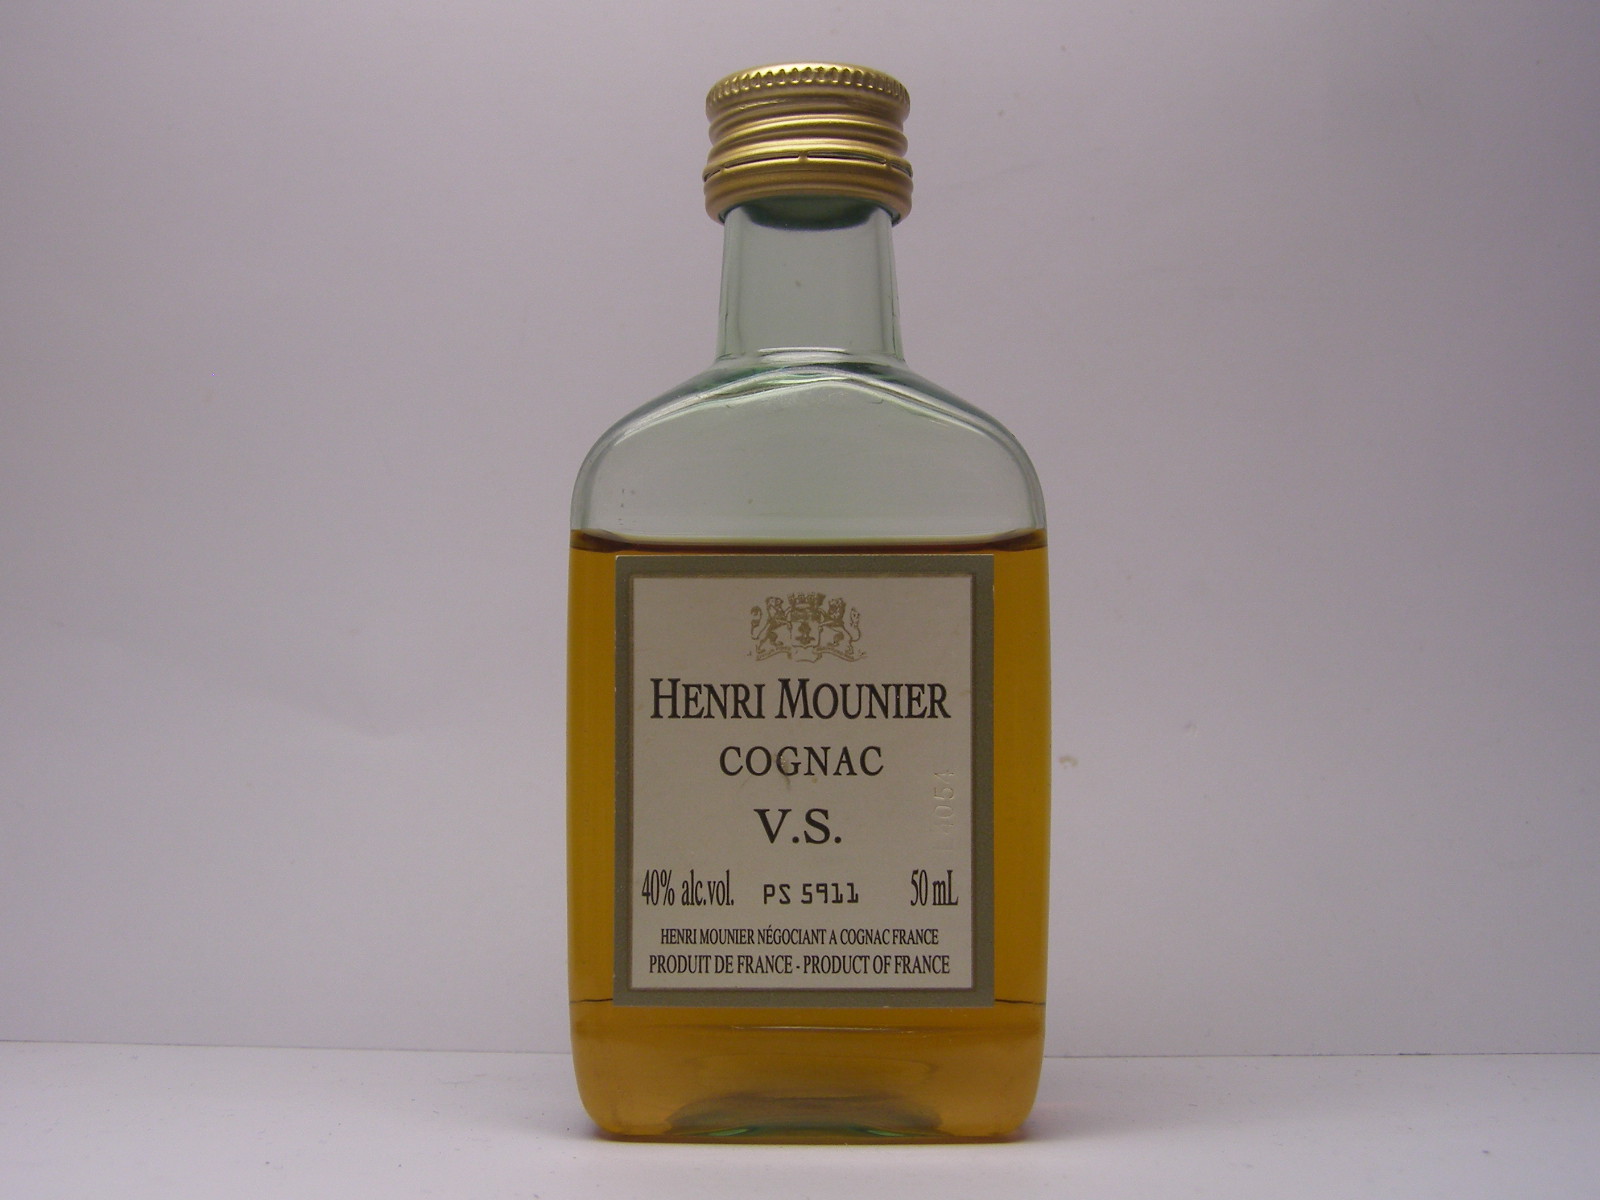 HENRI MOUNIER
COGNAC
V.S.
40% alc.vol. PS 5911 50 mL
HENRI MOUNIER NÉGOCIANT A COGNAC FRANCE
PRODUIT DE FRANCE - PRODUCT OF FRANCE